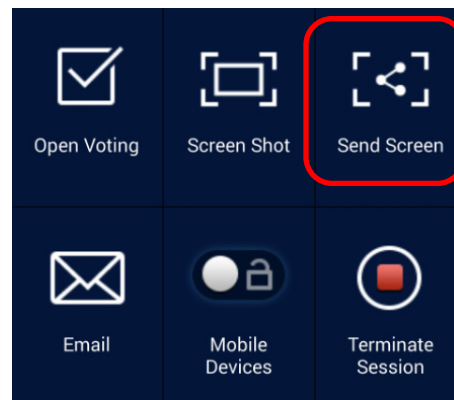 Open Voting
Screen Shot
Send Screen
Email
Mobile
Devices
Terminate
Session